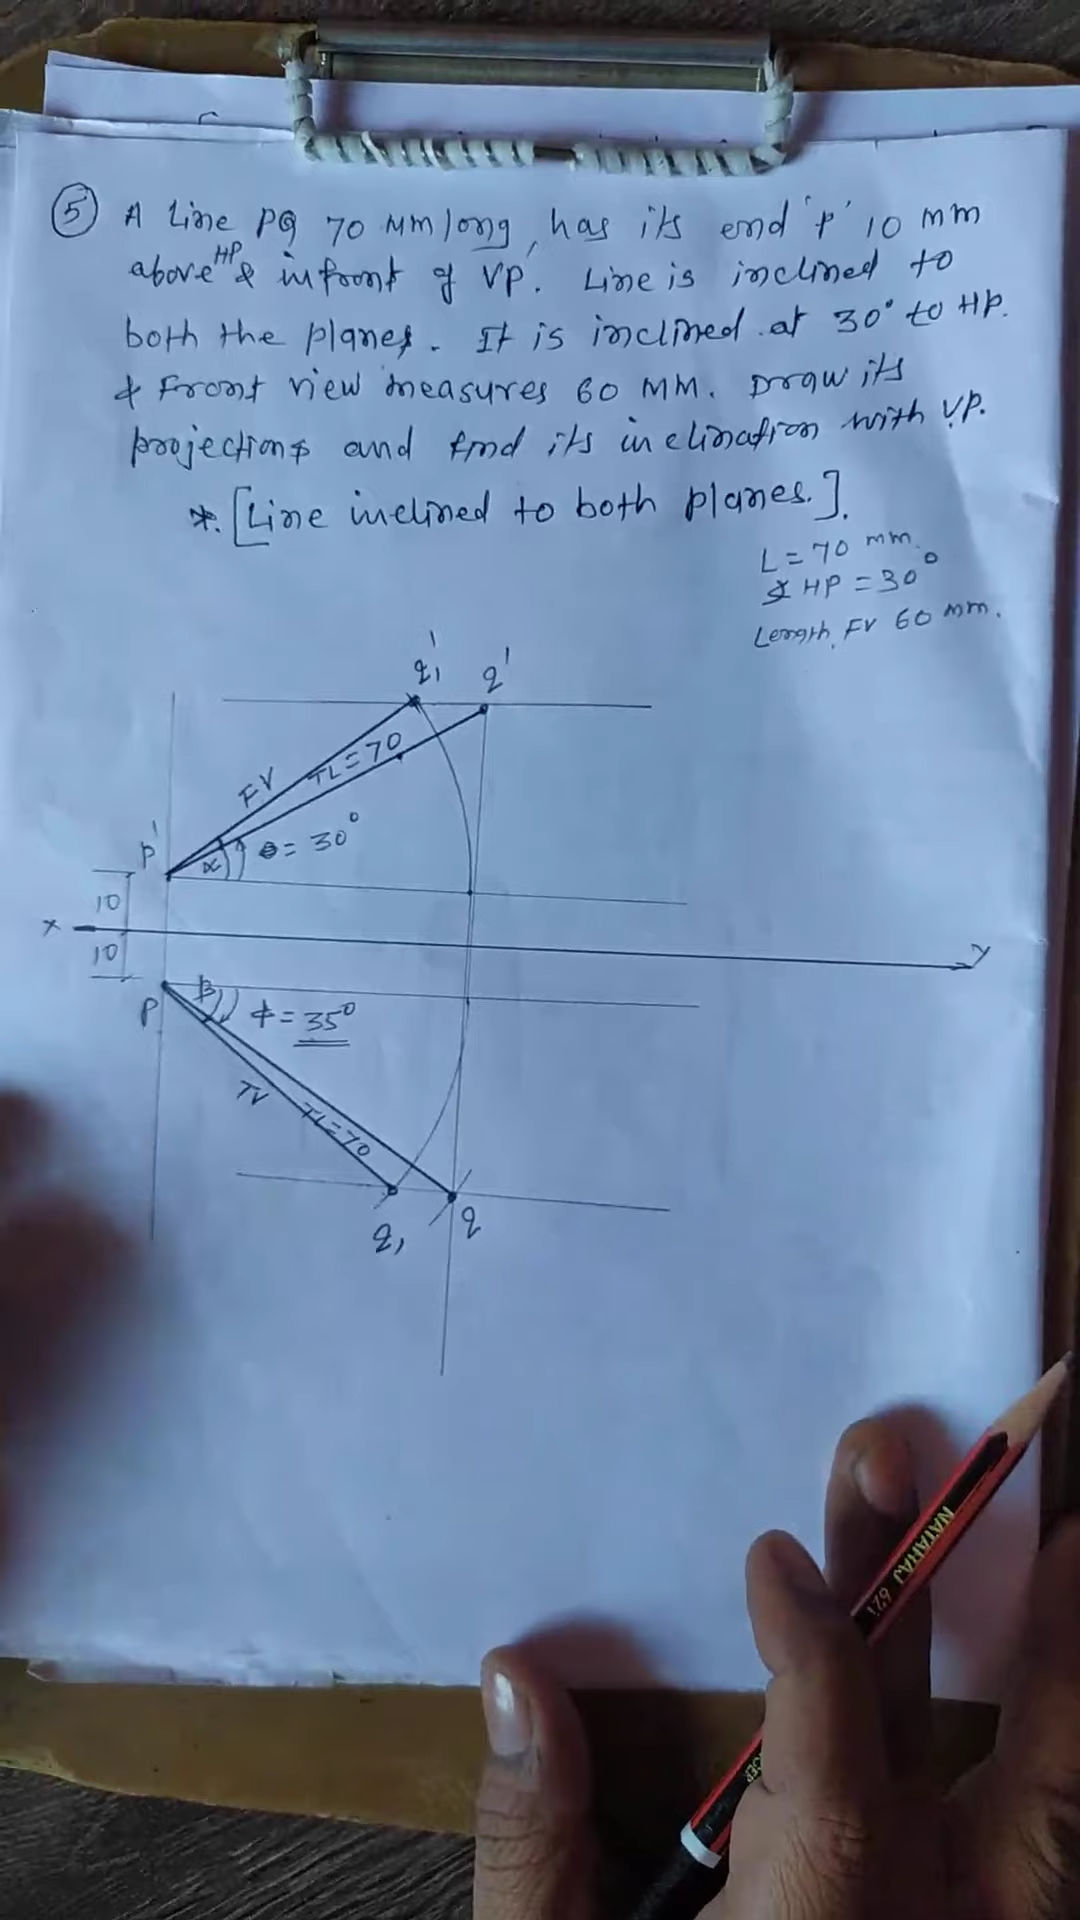 ⑤ A Line PQ 70 MM long, has its end 'P' 10 mm
above HP & infront of VP. Line is inclined to
both the planes. It is inclined at 30° to HP.
& Front view measures 60 MM. Draw its
projections and find its inclination with VP.
*. [Line inclined to both planes.].
L = 70 mm.
∠ HP = 30°
Length FV 60 mm.
q1' q'
FV TL = 70
p' α θ = 30°
10
x y
10
p β ϕ = 35°
TV TL = 70
q1 q
NATARAJ 621